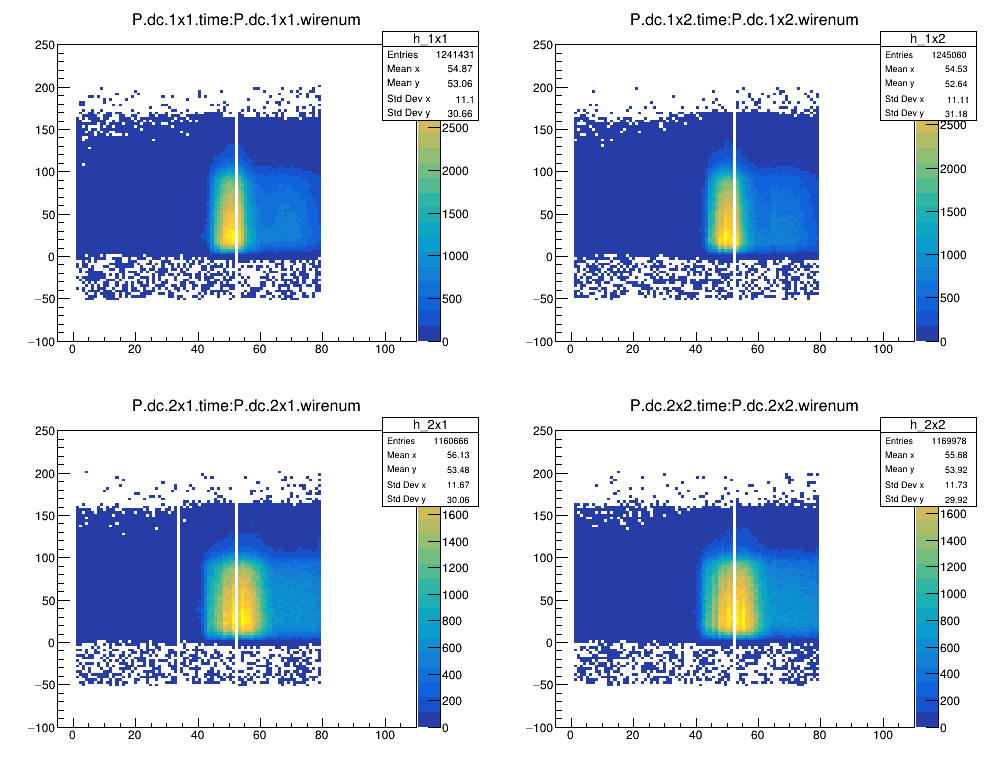 P.dc.1x1.time:P.dc.1x1.wirenum
h_1x1
Entries 1241431
Mean x 54.87
Mean y 53.06
Std Dev x 11.1
Std Dev y 30.66
250
200
150
100
50
0
−50
−100
0 20 40 60 80 100
2500
2000
1500
1000
500
0
P.dc.1x2.time:P.dc.1x2.wirenum
h_1x2
Entries 1245060
Mean x 54.53
Mean y 52.64
Std Dev x 11.11
Std Dev y 31.18
250
200
150
100
50
0
−50
−100
0 20 40 60 80 100
2500
2000
1500
1000
500
0
P.dc.2x1.time:P.dc.2x1.wirenum
h_2x1
Entries 1160666
Mean x 56.13
Mean y 53.48
Std Dev x 11.67
Std Dev y 30.06
250
200
150
100
50
0
−50
−100
0 20 40 60 80 100
1600
1400
1200
1000
800
600
400
200
0
P.dc.2x2.time:P.dc.2x2.wirenum
h_2x2
Entries 1169978
Mean x 55.68
Mean y 53.92
Std Dev x 11.73
Std Dev y 29.92
250
200
150
100
50
0
−50
−100
0 20 40 60 80 100
1600
1400
1200
1000
800
600
400
200
0